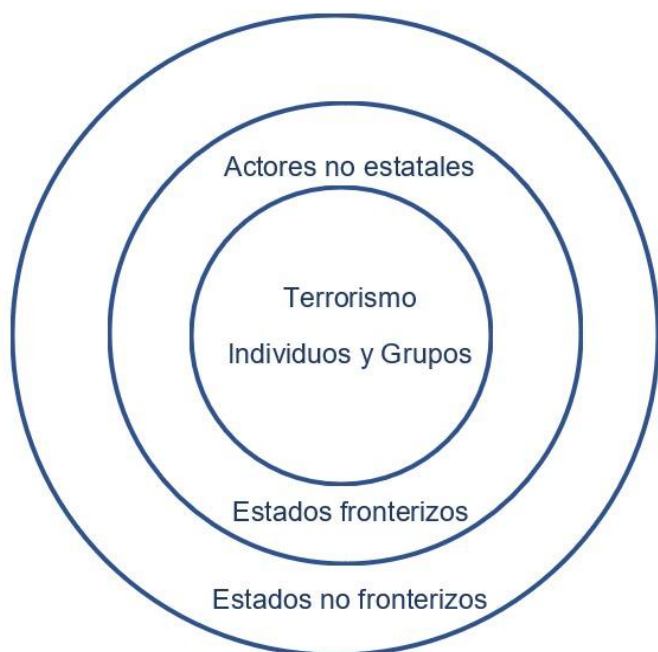 Actores no estatales
Terrorismo
Individuos y Grupos
Estados fronterizos
Estados no fronterizos